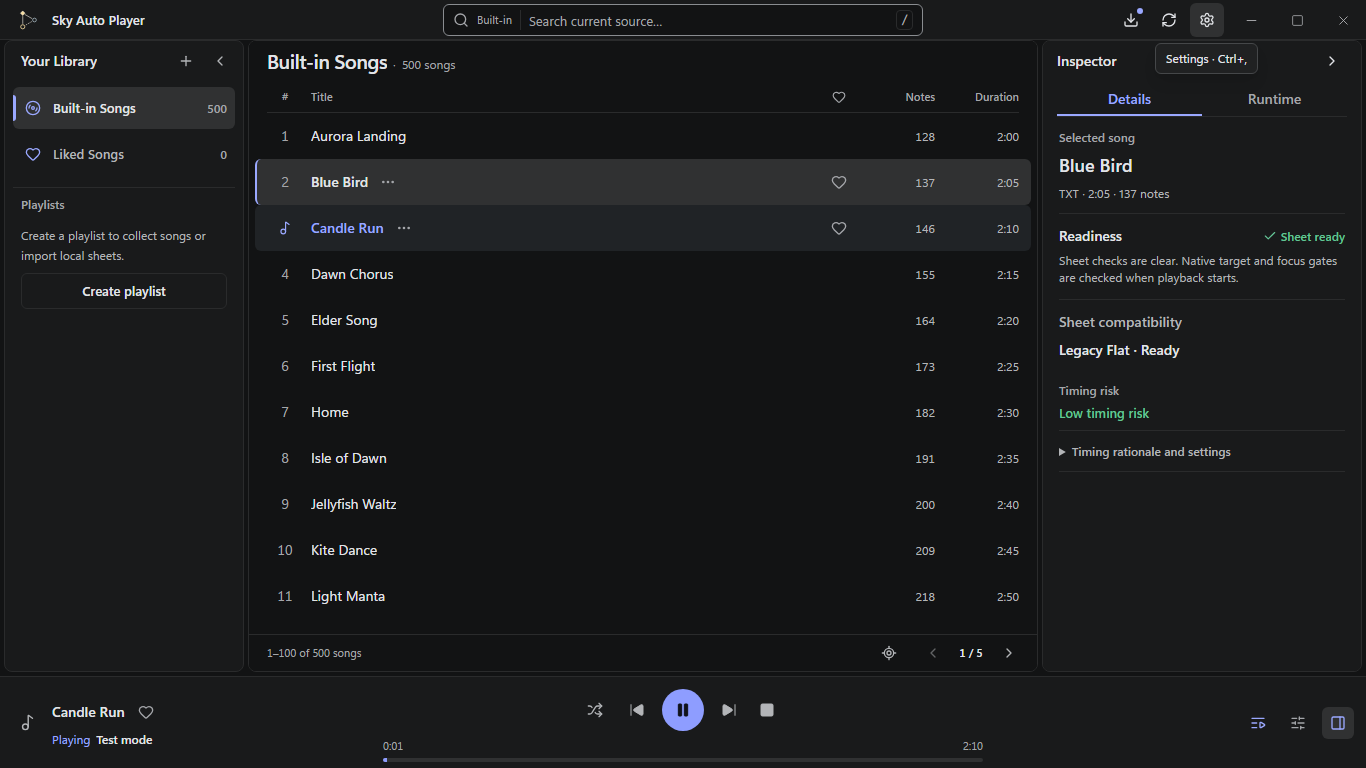 Sky Auto Player
Built-in Search current source... /
Your Library
Built-in Songs 500
Liked Songs 0
Playlists
Create a playlist to collect songs or
import local sheets.
Create playlist
Built-in Songs · 500 songs
# Title Notes Duration
1 Aurora Landing 128 2:00
2 Blue Bird ··· 137 2:05
Candle Run ··· 146 2:10
4 Dawn Chorus 155 2:15
5 Elder Song 164 2:20
6 First Flight 173 2:25
7 Home 182 2:30
8 Isle of Dawn 191 2:35
9 Jellyfish Waltz 200 2:40
10 Kite Dance 209 2:45
11 Light Manta 218 2:50
1–100 of 500 songs 1 / 5
Inspector
Settings · Ctrl+,
Details Runtime
Selected song
Blue Bird
TXT · 2:05 · 137 notes
Readiness Sheet ready
Sheet checks are clear. Native target and focus gates
are checked when playback starts.
Sheet compatibility
Legacy Flat · Ready
Timing risk
Low timing risk
Timing rationale and settings
Candle Run
Playing Test mode
0:01 2:10